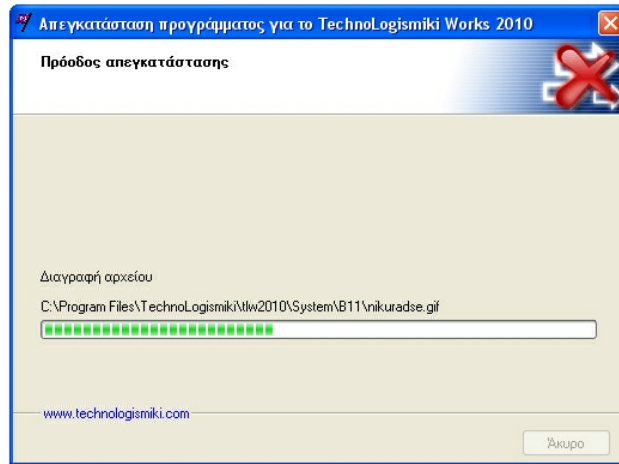 Απεγκατάσταση προγράμματος για το TechnoLogismiki Works 2010
Πρόοδος απεγκατάστασης
Διαγραφή αρχείου
C:\Program Files\TechnoLogismiki\tlw2010\System\B11\nikuradse.gif
www.technologismiki.com
Άκυρο